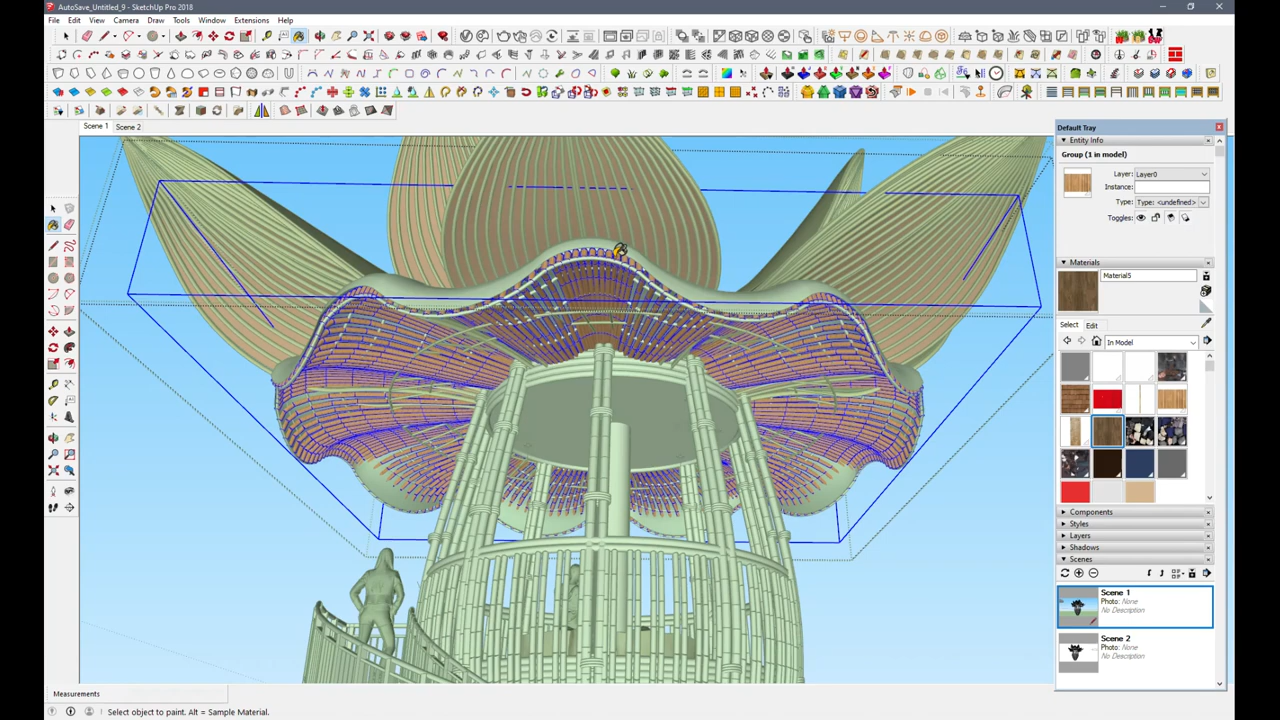 AutoSave_Untitled_9 - SketchUp Pro 2018
File Edit View Camera Draw Tools Window Extensions Help
Scene 1 Scene 2
Default Tray
Entity Info
Group (1 in model)
Layer: Layer0
Instance:
Type: Type: <undefined>
Toggles:
Materials
Material5
Select Edit
In Model
Components
Styles
Layers
Shadows
Scenes
Scene 1
Photo: None
No Description
Scene 2
Photo: None
No Description
Measurements
Select object to paint. Alt = Sample Material.